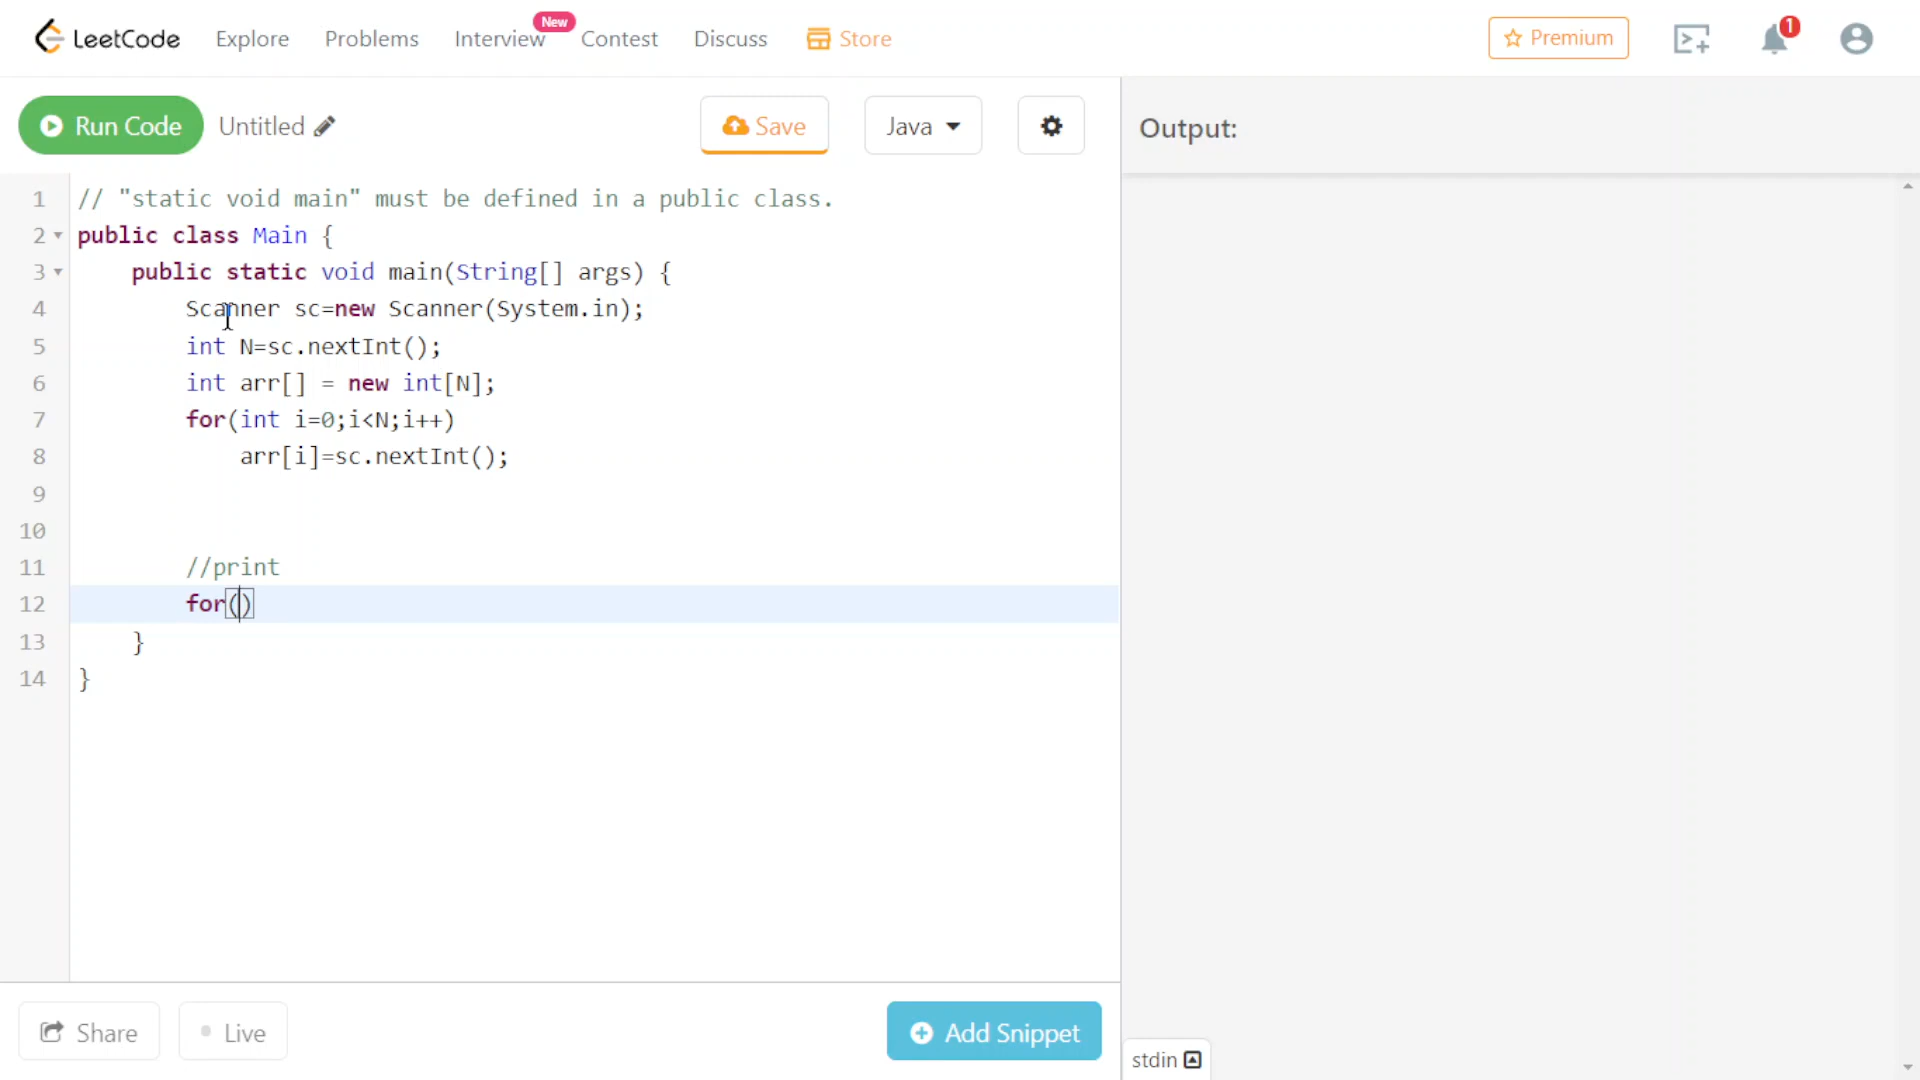 LeetCode Explore Problems Interview New Contest Discuss Store Premium 1
Run Code Untitled Save Java Output:
1 // "static void main" must be defined in a public class.
2 public class Main {
3 public static void main(String[] args) {
4 Scanner sc=new Scanner(System.in);
5 int N=sc.nextInt();
6 int arr[] = new int[N];
7 for(int i=0;i<N;i++)
8 arr[i]=sc.nextInt();
9
10
11 //print
12 for()
13 }
14 }
Share Live Add Snippet stdin